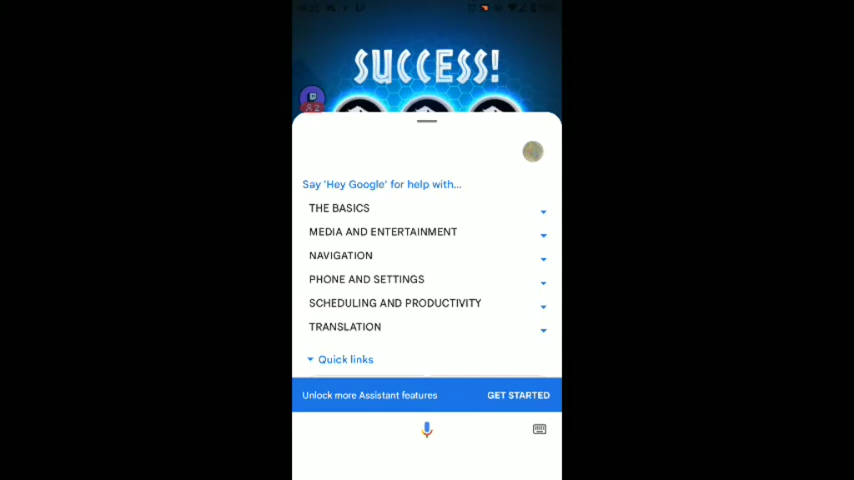 SUCCESS!
2
Say 'Hey Google' for help with...
THE BASICS
MEDIA AND ENTERTAINMENT
NAVIGATION
PHONE AND SETTINGS
SCHEDULING AND PRODUCTIVITY
TRANSLATION
Quick links
Unlock more Assistant features
GET STARTED